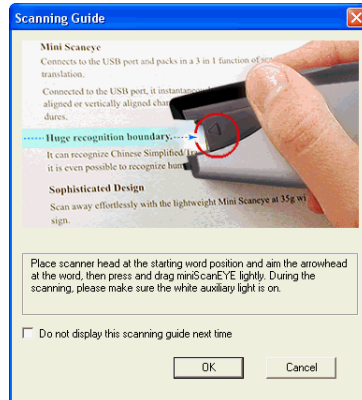 Scanning Guide
Mini Scaneye
Connects to the USB port and packs in a 3 in 1 function of
translation.
Connected to the USB port, it
aligned or vertically aligned
dures.
Huge recognition boundary.
It can recognize Chinese Simplified/
it is even possible to recognize
Sophisticated Design
Scan away effortlessly with the lightweight Mini Scaneye at 35g
sign.
Place scanner head at the starting word position and aim the arrowhead
at the word, then press and drag miniScanEYE lightly. During the
scanning, please make sure the white auxiliary light is on.
Do not display this scanning guide next time
OK
Cancel